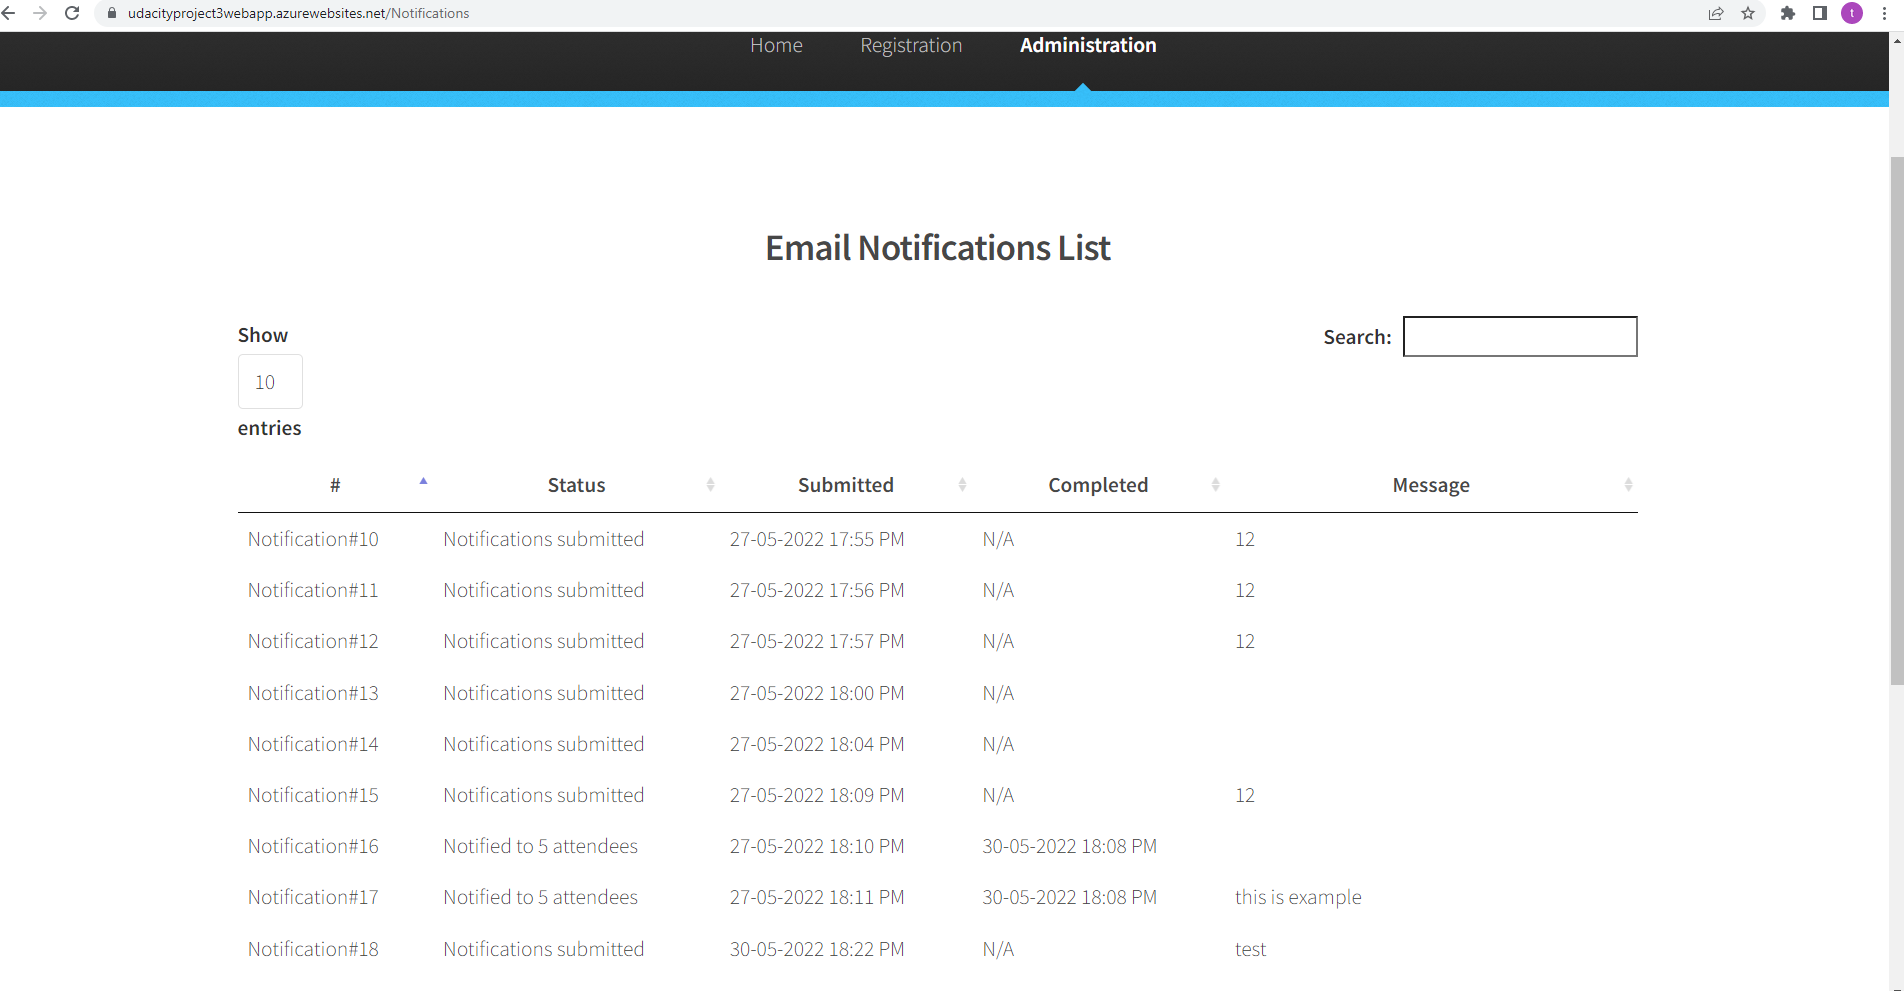 udacityproject3webapp.azurewebsites.net/Notifications
t
Home Registration Administration
Email Notifications List
Show
10
entries
Search:
# Status Submitted Completed Message
Notification#10 Notifications submitted 27-05-2022 17:55 PM N/A 12
Notification#11 Notifications submitted 27-05-2022 17:56 PM N/A 12
Notification#12 Notifications submitted 27-05-2022 17:57 PM N/A 12
Notification#13 Notifications submitted 27-05-2022 18:00 PM N/A
Notification#14 Notifications submitted 27-05-2022 18:04 PM N/A
Notification#15 Notifications submitted 27-05-2022 18:09 PM N/A 12
Notification#16 Notified to 5 attendees 27-05-2022 18:10 PM 30-05-2022 18:08 PM
Notification#17 Notified to 5 attendees 27-05-2022 18:11 PM 30-05-2022 18:08 PM this is example
Notification#18 Notifications submitted 30-05-2022 18:22 PM N/A test